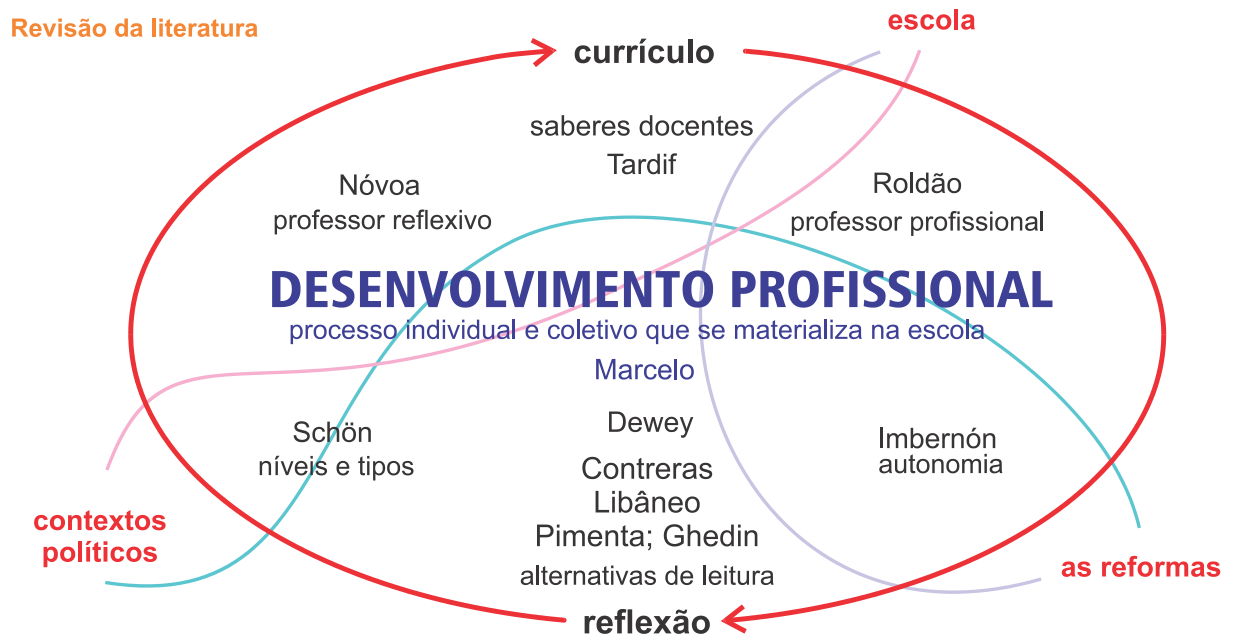 Revisão da literatura
escola
currículo
saberes docentes
Tardif
Nóvoa
professor reflexivo
Roldão
professor profissional
DESENVOLVIMENTO PROFISSIONAL
processo individual e coletivo que se materializa na escola
Marcelo
Schön
níveis e tipos
Dewey
Contreras
Libâneo
Pimenta; Ghedin
alternativas de leitura
Imbernón
autonomia
contextos
políticos
as reformas
reflexão